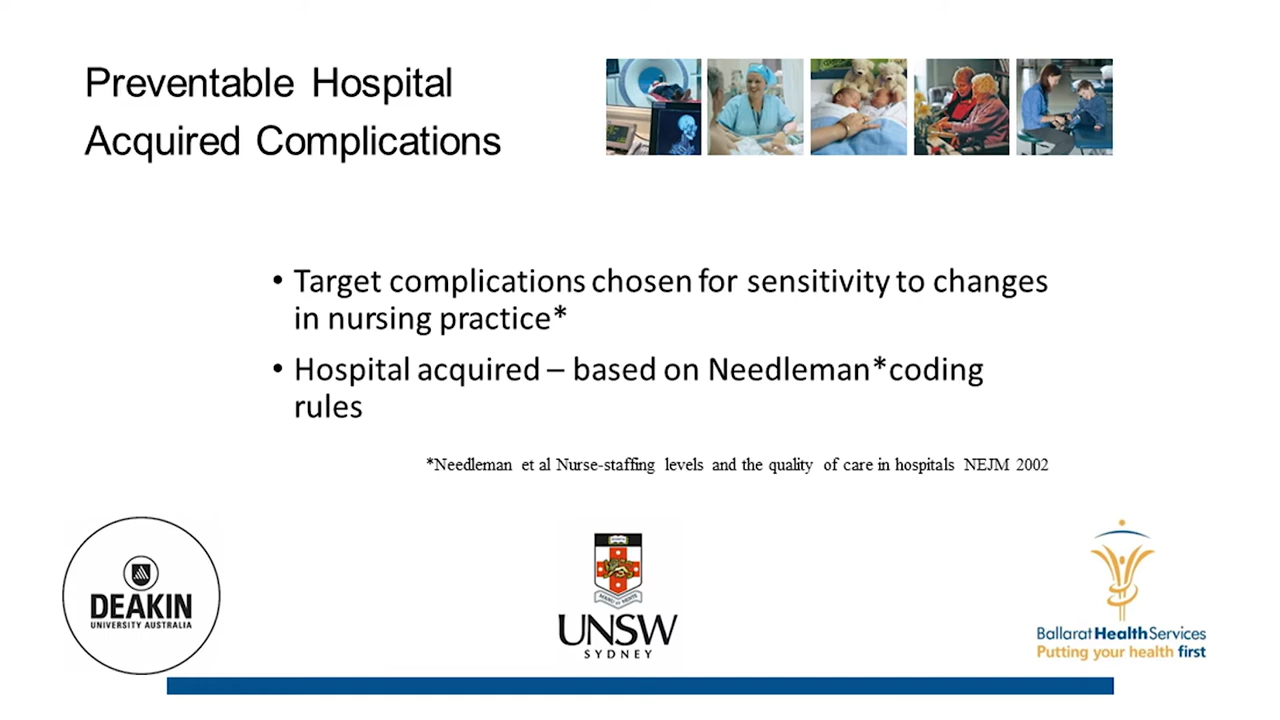 Preventable Hospital
Acquired Complications
• Target complications chosen for sensitivity to changes
in nursing practice*
• Hospital acquired – based on Needleman*coding
rules
*Needleman et al Nurse-staffing levels and the quality of care in hospitals NEJM 2002
DEAKIN
UNIVERSITY AUSTRALIA
UNSW
SYDNEY
Ballarat Health Services
Putting your health first